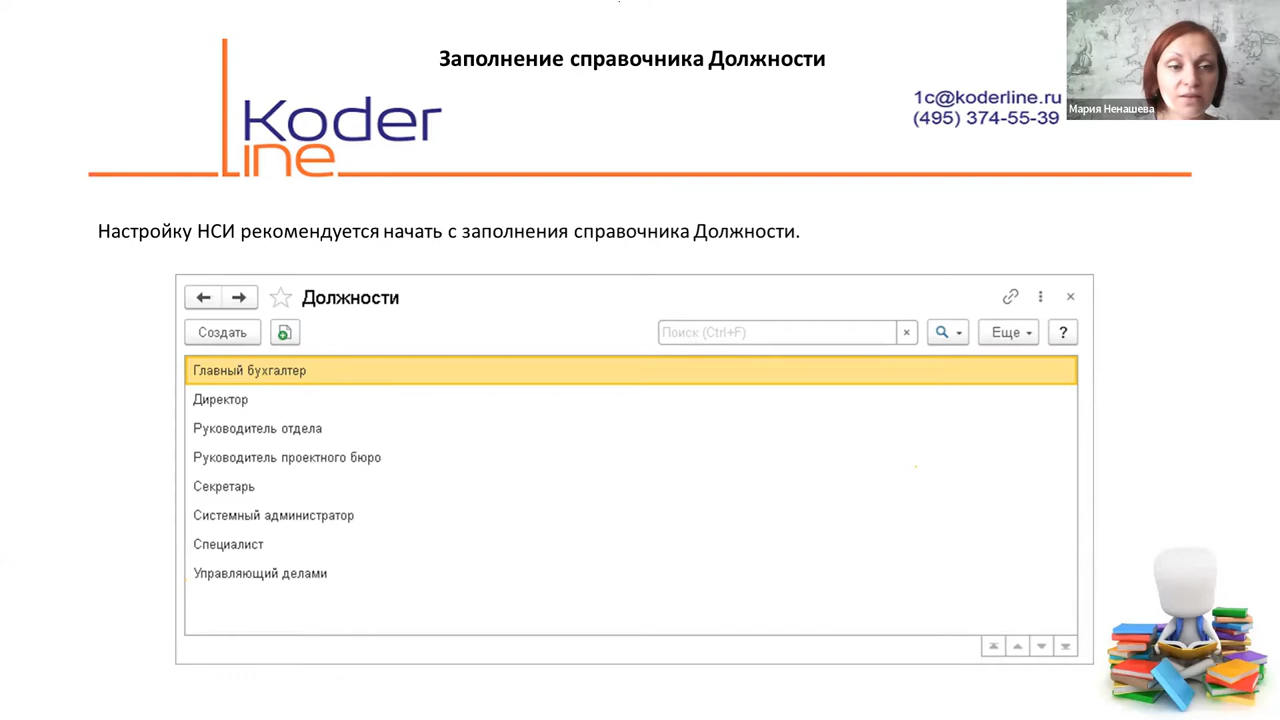 Заполнение справочника Должности
Koder
line
1c@koderline.ru
(495) 374-55-39
Мария Ненашева
Настройку НСИ рекомендуется начать с заполнения справочника Должности.
Должности
Создать
Поиск (Ctrl+F)
×
Еще
?
Главный бухгалтер
Директор
Руководитель отдела
Руководитель проектного бюро
Секретарь
Системный администратор
Специалист
Управляющий делами